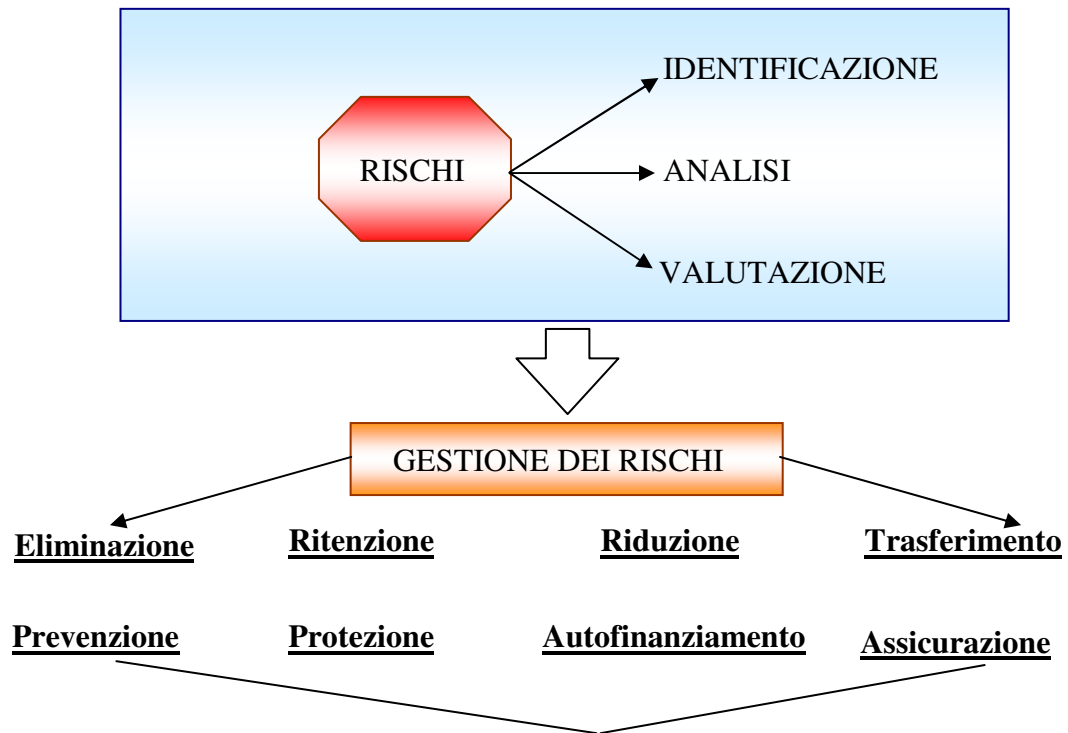 IDENTIFICAZIONE
RISCHI
ANALISI
VALUTAZIONE
GESTIONE DEI RISCHI
Eliminazione Ritenzione Riduzione Trasferimento
Prevenzione Protezione Autofinanziamento Assicurazione